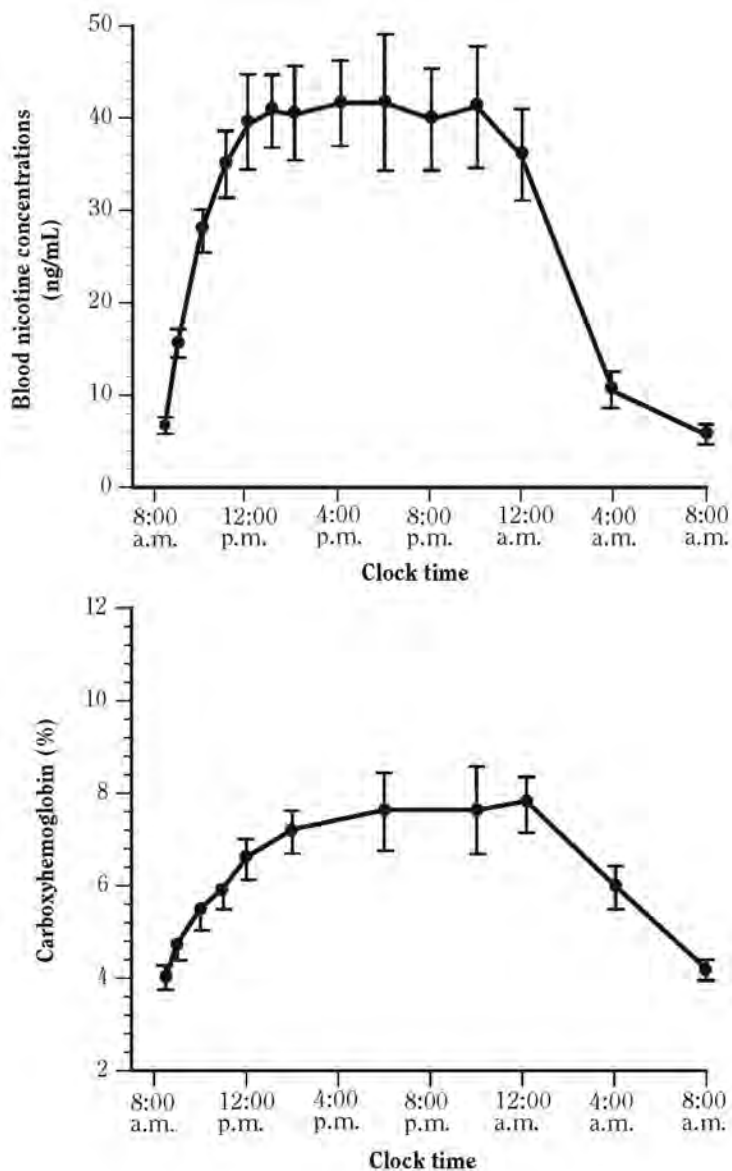 Blood nicotine concentrations
(ng/mL)
50
40
30
20
10
0
8:00 12:00 4:00 8:00 12:00 4:00 8:00
a.m. p.m. p.m. p.m. a.m. a.m. a.m.
Clock time
Carboxyhemoglobin (%)
12
10
8
6
4
2
8:00 12:00 4:00 8:00 12:00 4:00 8:00
a.m. p.m. p.m. p.m. a.m. a.m. a.m.
Clock time